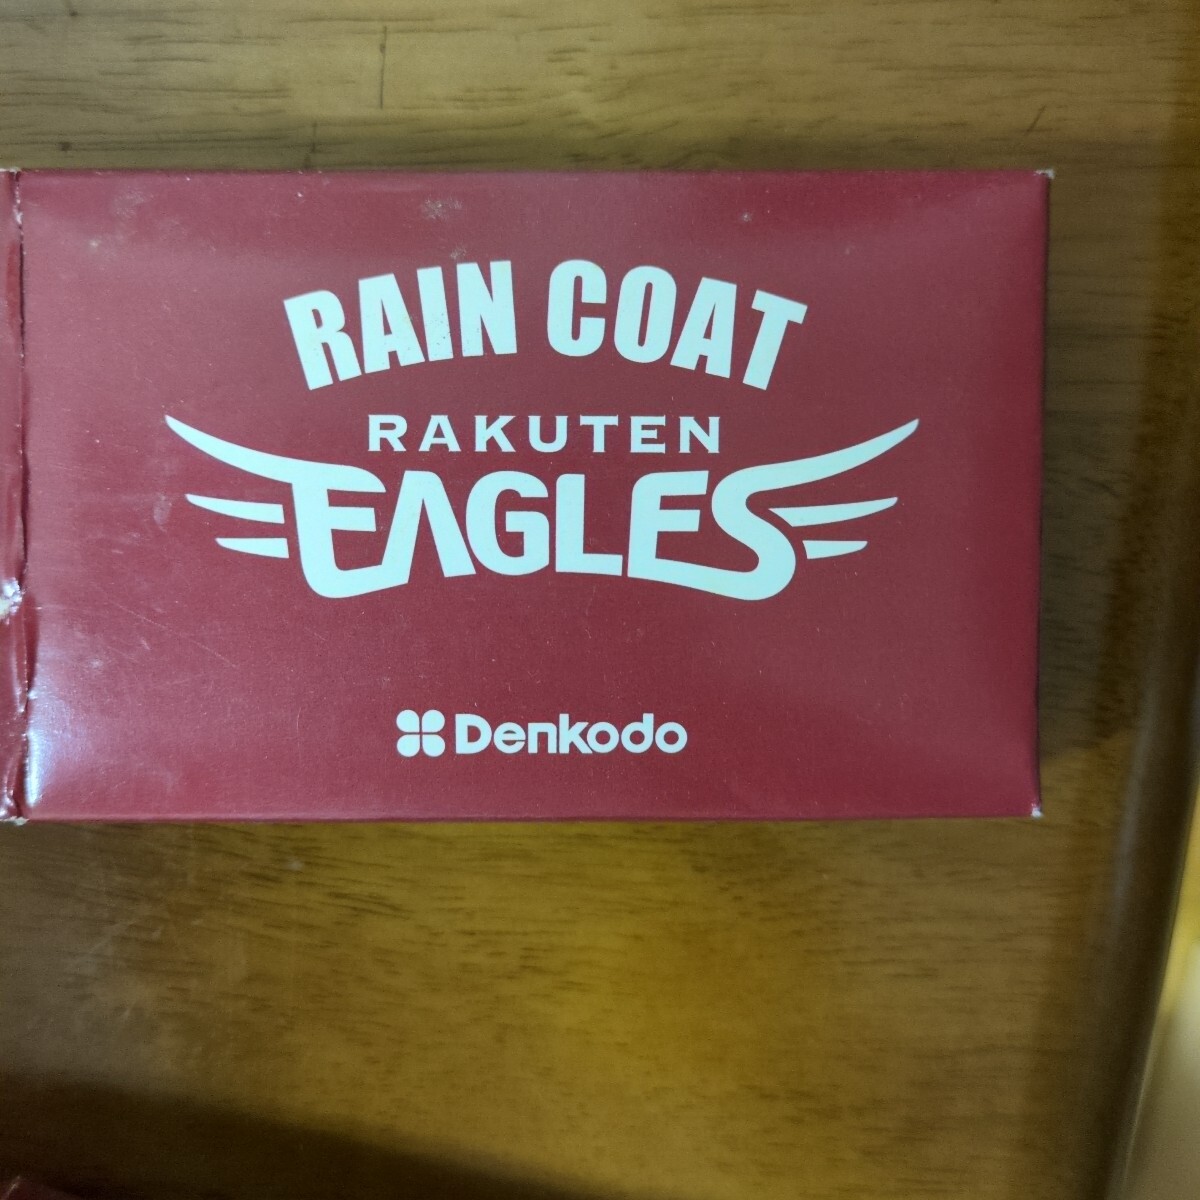 RAIN COAT
RAKUTEN
EAGLES
Denkodo